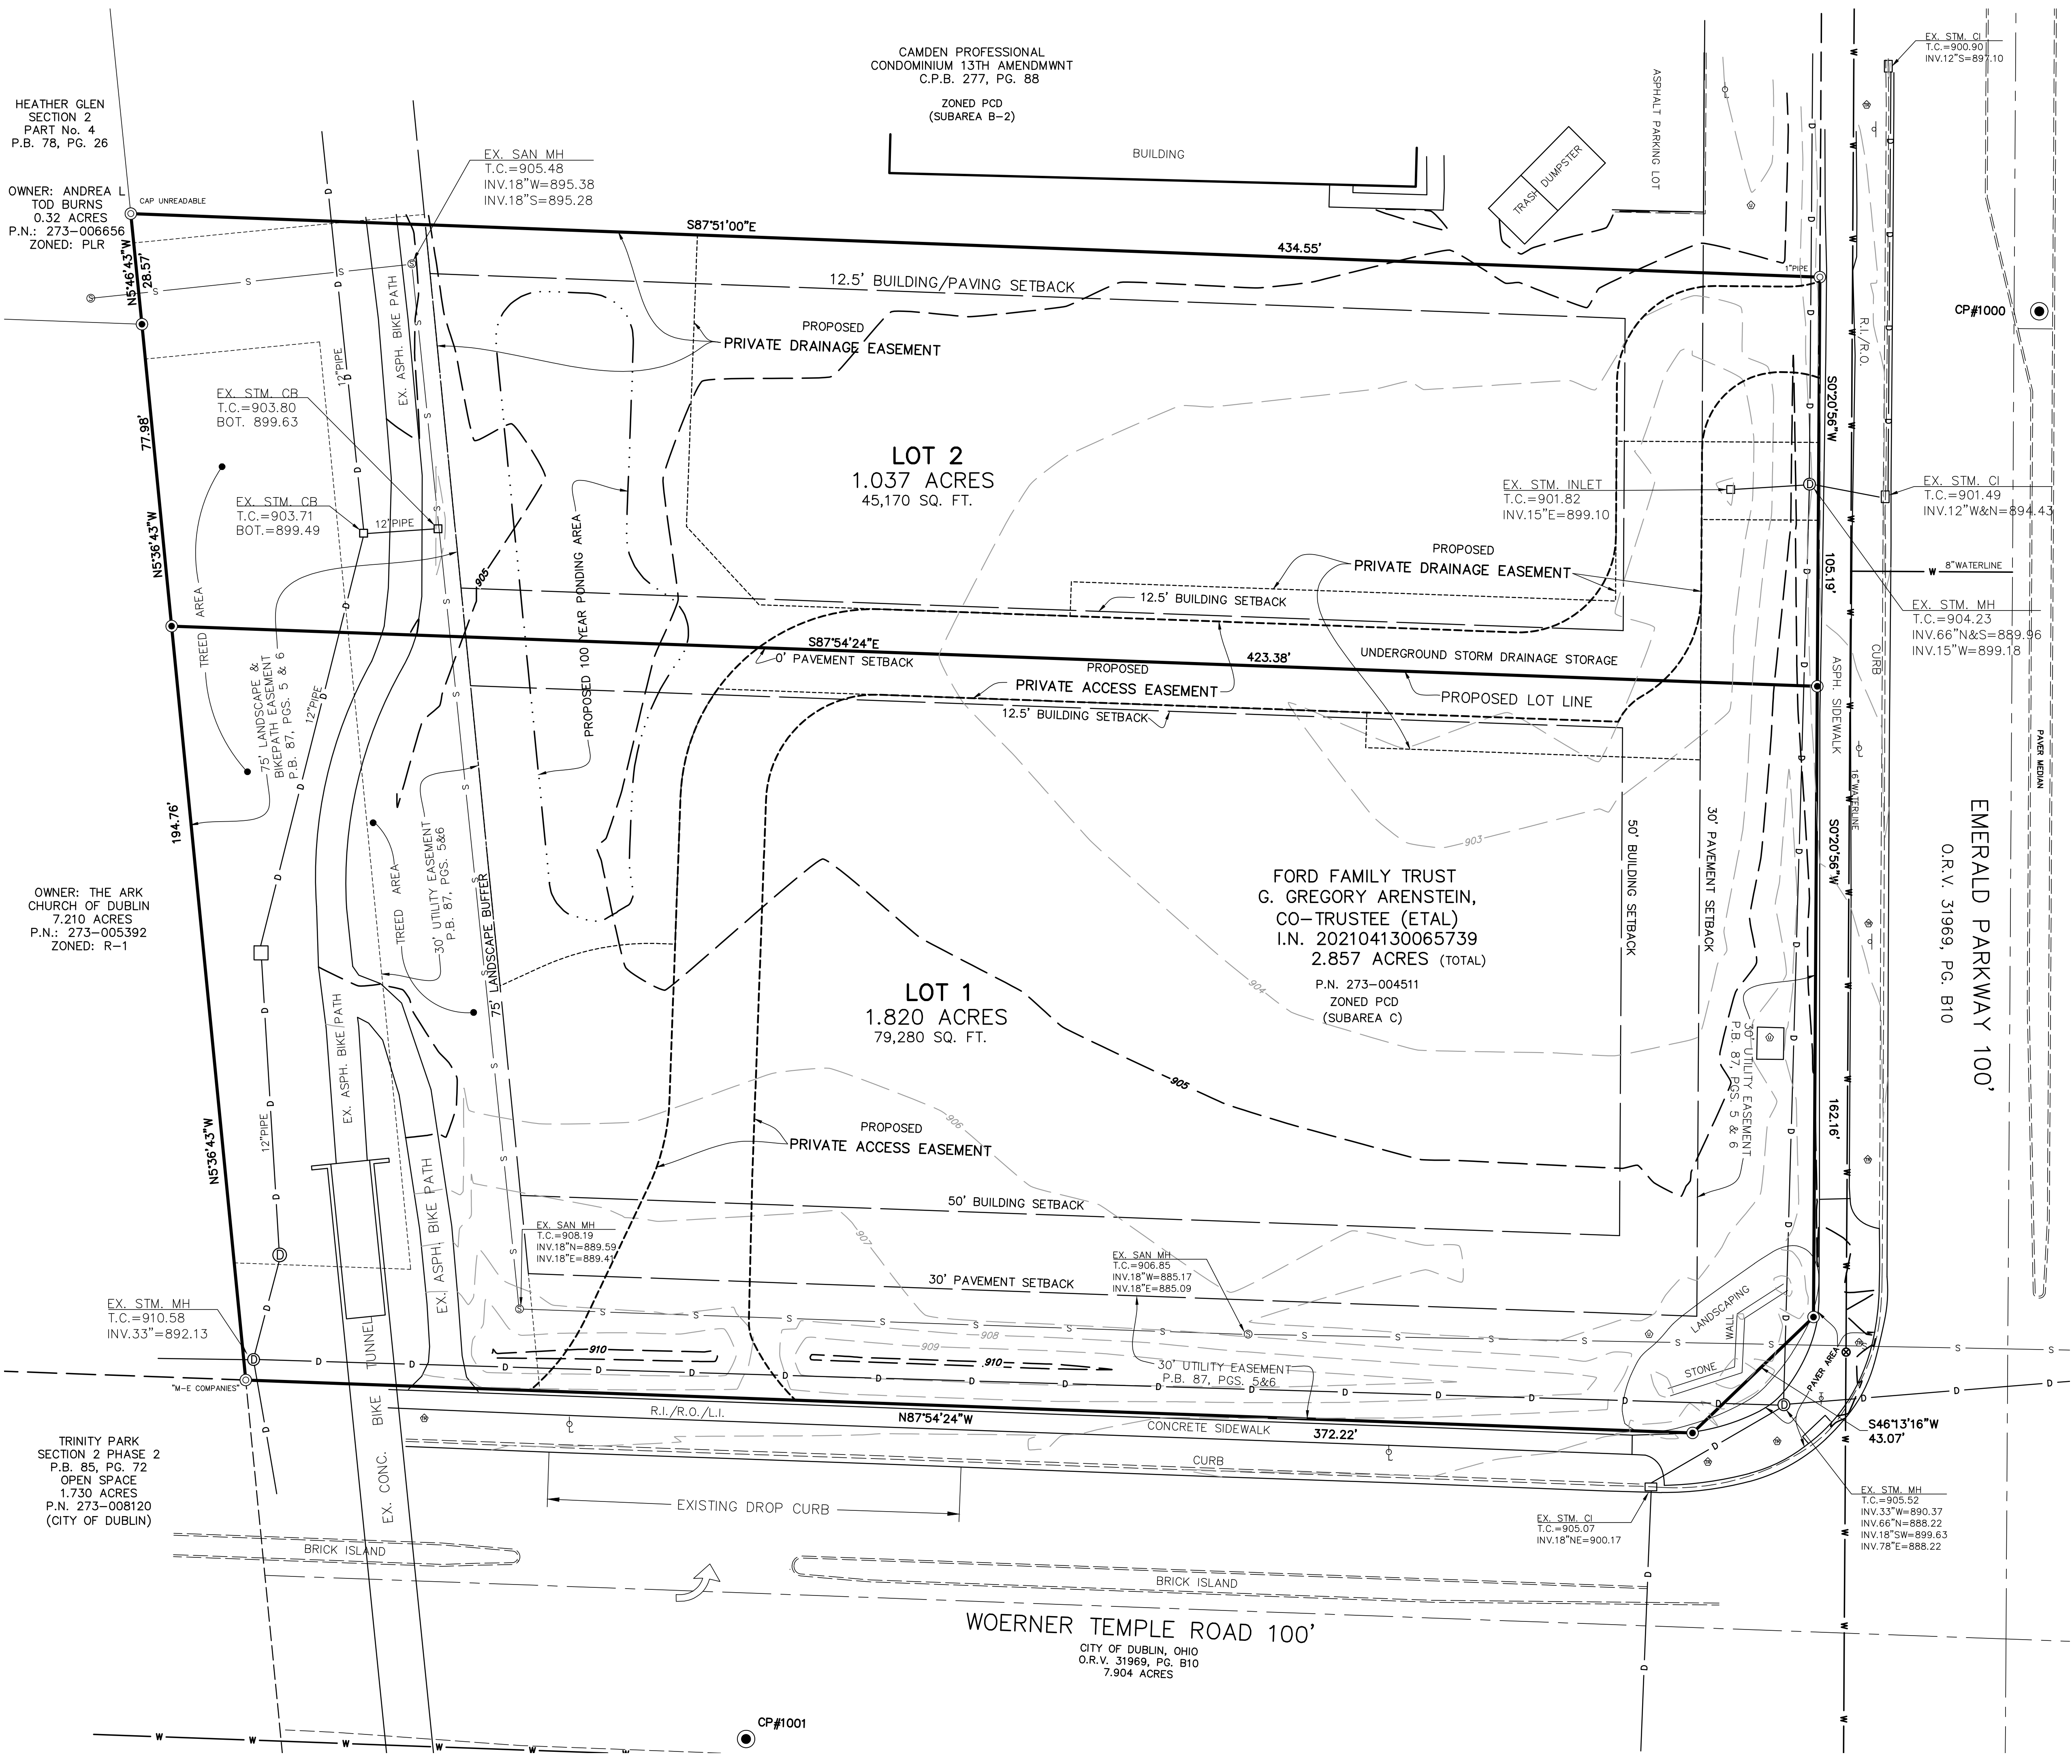 CAMDEN PROFESSIONAL
CONDOMINIUM 13TH AMENDMWNT
C.P.B. 277, PG. 88
ZONED PCD
(SUBAREA B-2)
BUILDING
TRASH
DUMPSTER
ASPHALT PARKING LOT
EX. STM. CI
T.C.=900.90
INV.12"S=897.10
HEATHER GLEN
SECTION 2
PART No. 4
P.B. 78, PG. 26
OWNER: ANDREA L
TOD BURNS
0.32 ACRES
P.N.: 273-006656
ZONED: PLR
CAP UNREADABLE
EX. SAN MH
T.C.=905.48
INV.18"W=895.38
INV.18"S=895.28
S87°51'00"E
434.55'
1"PIPE
N5°46'43"W
28.57'
12.5' BUILDING/PAVING SETBACK
PROPOSED
PRIVATE DRAINAGE EASEMENT
CP#1000
R.I./R.O.
12"PIPE
EX. ASPH. BIKE PATH
EX. STM. CB
T.C.=903.80
BOT. 899.63
77.98'
N5°36'43"W
S0°20'56"W
105.19'
LOT 2
1.037 ACRES
45,170 SQ. FT.
EX. STM. CB
T.C.=903.71
BOT.=899.49
12"PIPE
EX. STM. INLET
T.C.=901.82
INV.15"E=899.10
EX. STM. CI
T.C.=901.49
INV.12"W&N=894.43
905
PROPOSED 100 YEAR PONDING AREA
PROPOSED
PRIVATE DRAINAGE EASEMENT
8"WATERLINE
12.5' BUILDING SETBACK
EX. STM. MH
T.C.=904.23
INV.66"N&S=889.96
INV.15"W=899.18
TREED AREA
75' LANDSCAPE &
BIKEPATH EASEMENT
P.B. 87, PGS. 5 & 6
12"PIPE
S87°54'24"E
423.38'
0' PAVEMENT SETBACK
UNDERGROUND STORM DRAINAGE STORAGE
PROPOSED
PRIVATE ACCESS EASEMENT
PROPOSED LOT LINE
12.5' BUILDING SETBACK
ASPH. SIDEWALK
CURB
16"WATERLINE
PAVER MEDIAN
194.76'
N5°36'43"W
TREED AREA
30' UTILITY EASEMENT
P.B. 87, PGS. 5&6
75' LANDSCAPE BUFFER
903
50' BUILDING SETBACK
30' PAVEMENT SETBACK
S0°20'56"W
162.16'
EMERALD PARKWAY 100'
O.R.V. 31969, PG. B10
OWNER: THE ARK
CHURCH OF DUBLIN
7.210 ACRES
P.N.: 273-005392
ZONED: R-1
FORD FAMILY TRUST
G. GREGORY ARENSTEIN,
CO-TRUSTEE (ETAL)
I.N. 202104130065739
2.857 ACRES (TOTAL)
P.N. 273-004511
ZONED PCD
(SUBAREA C)
904
LOT 1
1.820 ACRES
79,280 SQ. FT.
905
30' UTILITY EASEMENT
P.B. 87, PGS. 5 & 6
EX. ASPH. BIKE PATH
12"PIPE
906
PROPOSED
PRIVATE ACCESS EASEMENT
EX. ASPH. BIKE PATH
50' BUILDING SETBACK
907
EX. SAN MH
T.C.=908.19
INV.18"N=889.59
INV.18"E=889.41
EX. SAN MH
T.C.=906.85
INV.18"W=885.17
INV.18"E=885.09
30' PAVEMENT SETBACK
EX. STM. MH
T.C.=910.58
INV.33"=892.13
LANDSCAPING
STONE
WALL
PAVER AREA
908
909
910
910
30' UTILITY EASEMENT
P.B. 87, PGS. 5&6
"M-E COMPANIES"
R.I./R.O./L.I.
N87°54'24"W
372.22'
CONCRETE SIDEWALK
S46°13'16"W
43.07'
CURB
EX. CONC. BIKE TUNNEL
TRINITY PARK
SECTION 2 PHASE 2
P.B. 85, PG. 72
OPEN SPACE
1.730 ACRES
P.N. 273-008120
(CITY OF DUBLIN)
EXISTING DROP CURB
EX. STM. CI
T.C.=905.07
INV.18"NE=900.17
EX. STM. MH
T.C.=905.52
INV.33"W=890.37
INV.66"N=888.22
INV.18"SW=899.63
INV.78"E=888.22
BRICK ISLAND
BRICK ISLAND
WOERNER TEMPLE ROAD 100'
CITY OF DUBLIN, OHIO
O.R.V. 31969, PG. B10
7.904 ACRES
CP#1001